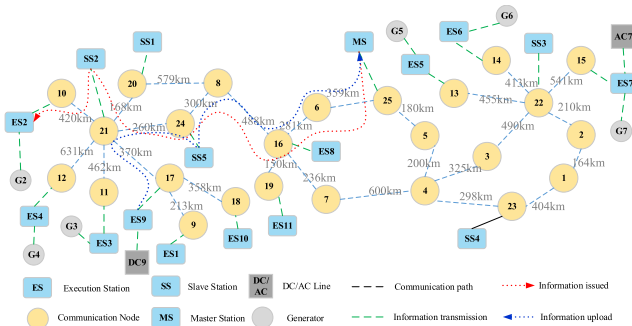 G6
G5
MS
ES6
SS1
SS2
AC7
SS3
14
15
20
8
ES5
10
579km
413km
541km
ES7
13
359km
168km
300km
6
25
22
455km
ES2
420km
24
488km
180km
210km
G7
260km
281km
21
5
490km
2
16
ES8
SS5
631km
370km
3
164km
G2
150km
200km
325km
462km
12
17
236km
1
358km
19
4
11
600km
298km
18
7
23
404km
ES4
G3
ES9
213km
9
ES3
ES11
SS4
G4
DC9
ES1
ES10
ES
Execution Station
SS
Slave Station
DC/
AC
DC/AC Line
Communication path
Information issued
Communication Node
MS
Master Station
Generator
Information transmission
Information upload